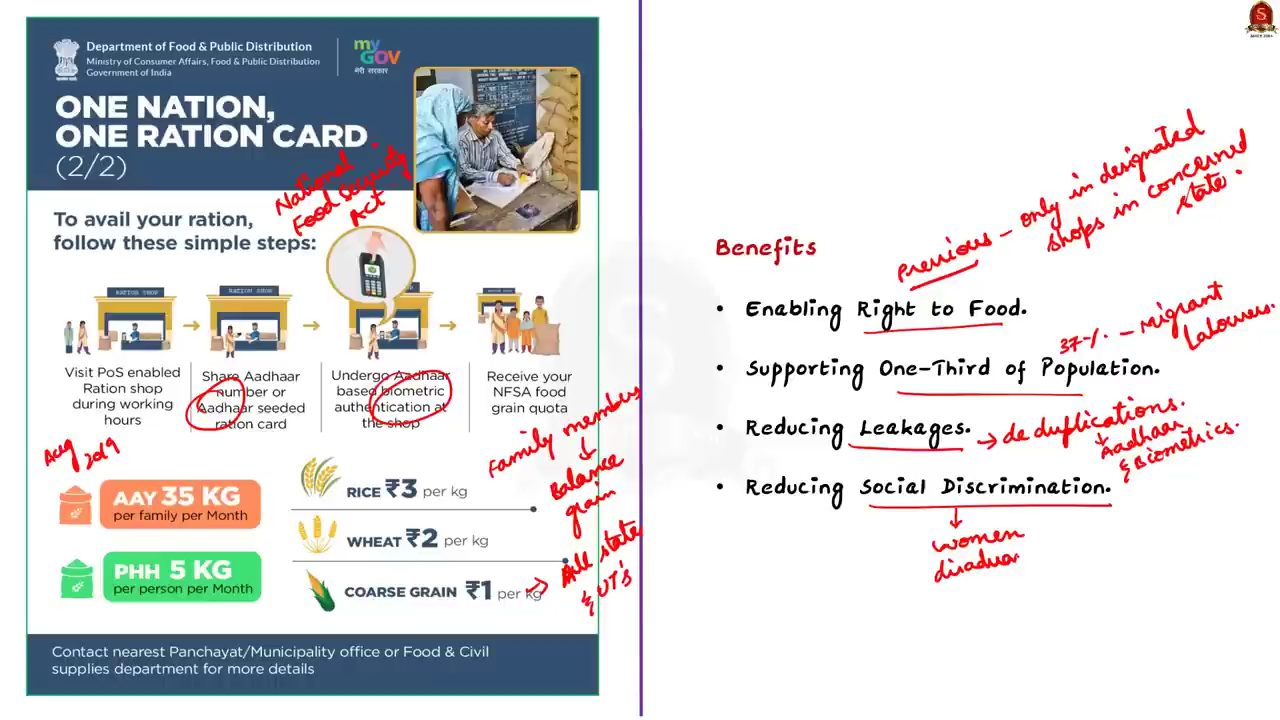 Department of Food & Public Distribution
Ministry of Consumer Affairs, Food & Public Distribution
Government of India
my
GOV
मेरी सरकार
ONE NATION,
ONE RATION CARD
(2/2)
National
Food Security
Act
To avail your ration,
follow these simple steps:
RATION SHOP
RATION SHOP
Visit PoS enabled
Ration shop
during working
hours
Share Aadhaar
number or
Aadhaar seeded
ration card
Undergo Aadhaar
based biometric
authentication at
the shop
Receive your
NFSA food
grain quota
Aug 2019
AAY 35 KG
per family per Month
PHH 5 KG
per person per Month
RICE ₹3 per kg
WHEAT ₹2 per kg
COARSE GRAIN ₹1 per kg
Family members
↓
Balance
grain
→ All state
& UT's
Contact nearest Panchayat/Municipality office or Food & Civil
supplies department for more details
S
Benefits
Previous – only in designated
shops in concerned
state.
• Enabling Right to Food.
37% – Migrant
Labourers.
• Supporting One-Third of Population.
• Reducing Leakages. → de duplications.
↓
Aadhaar
& Biometrics.
• Reducing Social Discrimination.
↓
women
disadvan